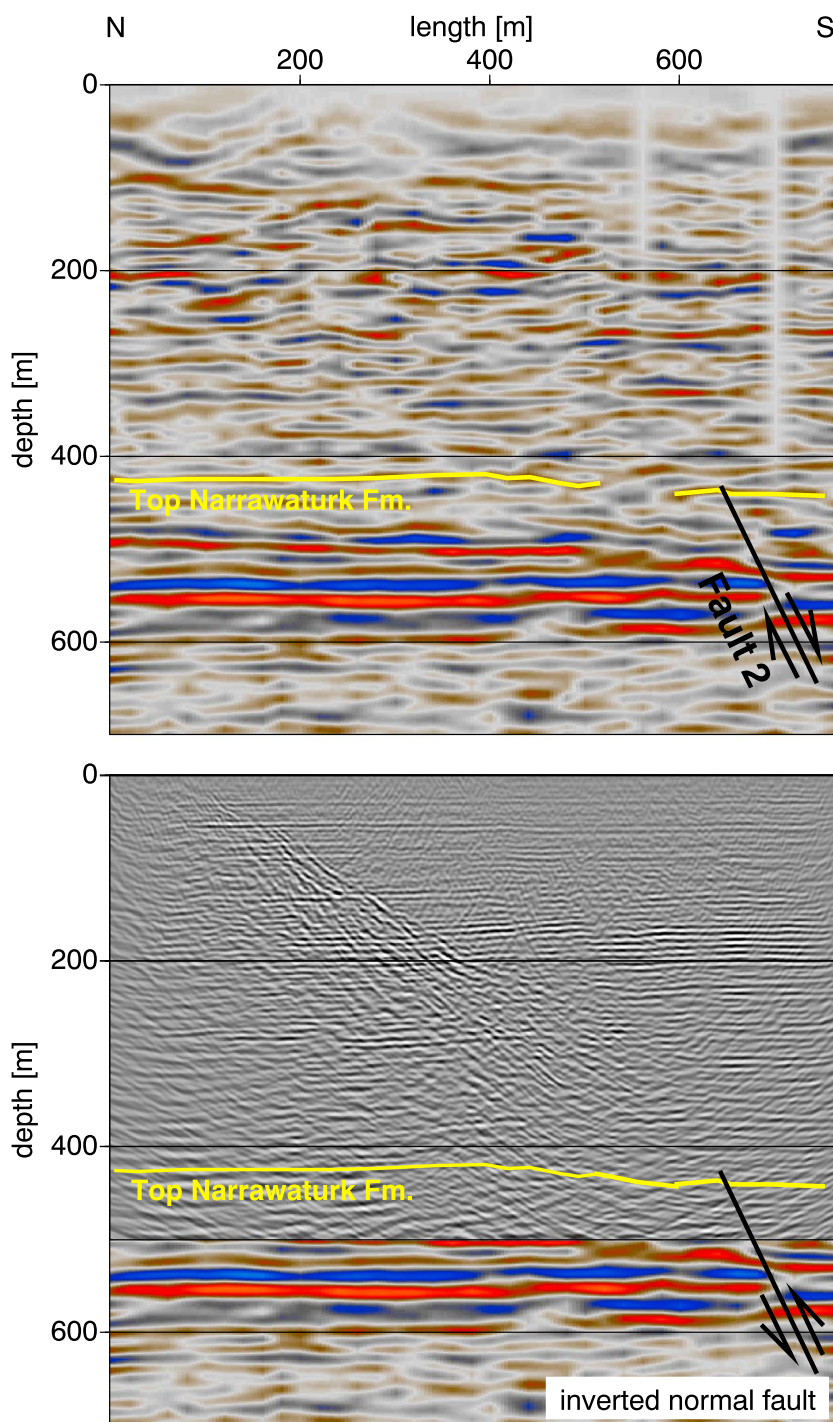 N
length [m]
S
200
400
600
0
200
400
600
depth [m]
Top Narrawaturk Fm.
Fault 2
0
200
400
600
depth [m]
Top Narrawaturk Fm.
inverted normal fault